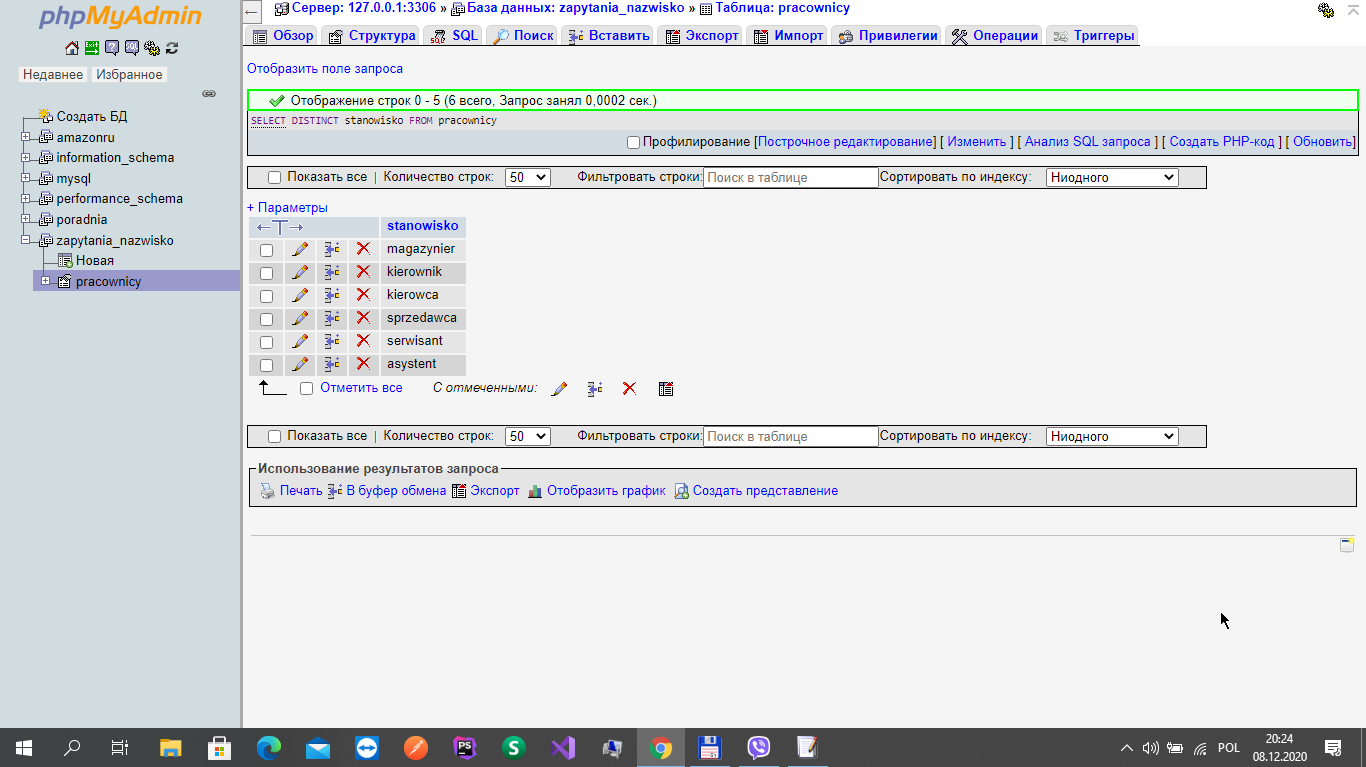 phpMyAdmin
Недавнее Избранное
Создать БД
amazonru
information_schema
mysql
performance_schema
poradnia
zapytania_nazwisko
Новая
pracownicy
Сервер: 127.0.0.1:3306 » База данных: zapytania_nazwisko » Таблица: pracownicy
Обзор Структура SQL Поиск Вставить Экспорт Импорт Привилегии Операции Триггеры
Отобразить поле запроса
Отображение строк 0 - 5 (6 всего, Запрос занял 0,0002 сек.)
SELECT DISTINCT stanowisko FROM pracownicy
Профилирование [Построчное редактирование] [ Изменить ] [ Анализ SQL запроса ] [ Создать PHP-код ] [ Обновить]
Показать все | Количество строк: 50 Фильтровать строки: Поиск в таблице Сортировать по индексу: Ниодного
+ Параметры
←T→ stanowisko
magazynier
kierownik
kierowca
sprzedawca
serwisant
asystent
Отметить все С отмеченными:
Показать все | Количество строк: 50 Фильтровать строки: Поиск в таблице Сортировать по индексу: Ниодного
Использование результатов запроса
Печать В буфер обмена Экспорт Отобразить график Создать представление
POL
20:24
08.12.2020